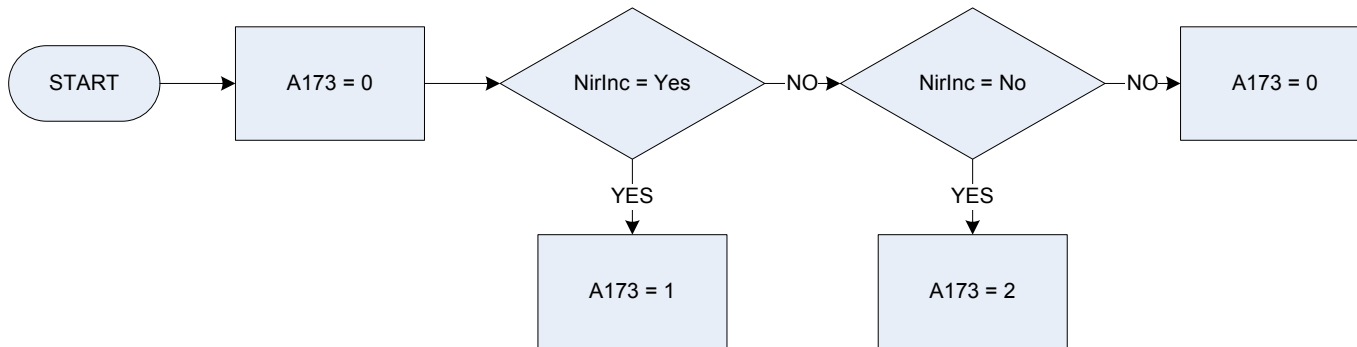 START
A173 = 0
NirInc = Yes
NO
NirInc = No
NO
A173 = 0
YES
YES
A173 = 1
A173 = 2